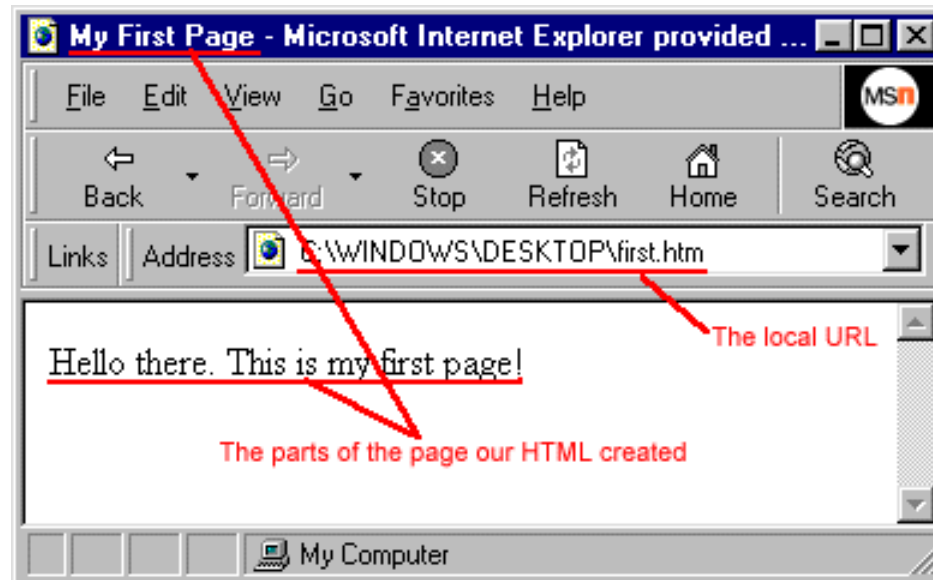 My First Page - Microsoft Internet Explorer provided ...
File Edit View Go Favorites Help
msn
Back Forward Stop Refresh Home Search
Links Address C:\WINDOWS\DESKTOP\first.htm
The local URL
Hello there. This is my first page!
The parts of the page our HTML created
My Computer